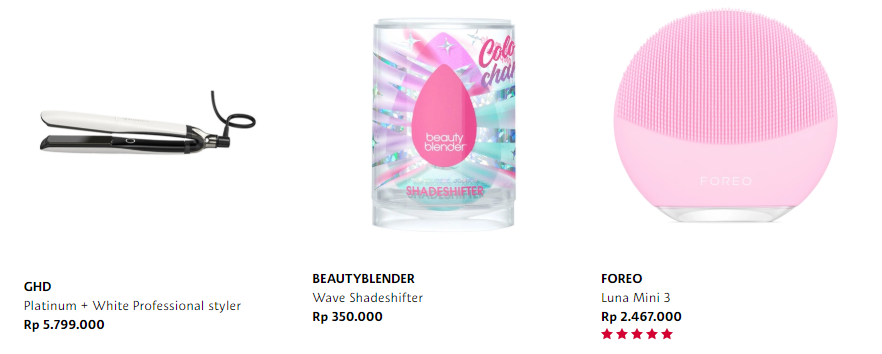 Colo
chan
beauty
blender
SHADESHIFTER
FOREO
GHD
Platinum + White Professional styler
Rp 5.799.000
BEAUTYBLENDER
Wave Shadeshifter
Rp 350.000
FOREO
Luna Mini 3
Rp 2.467.000